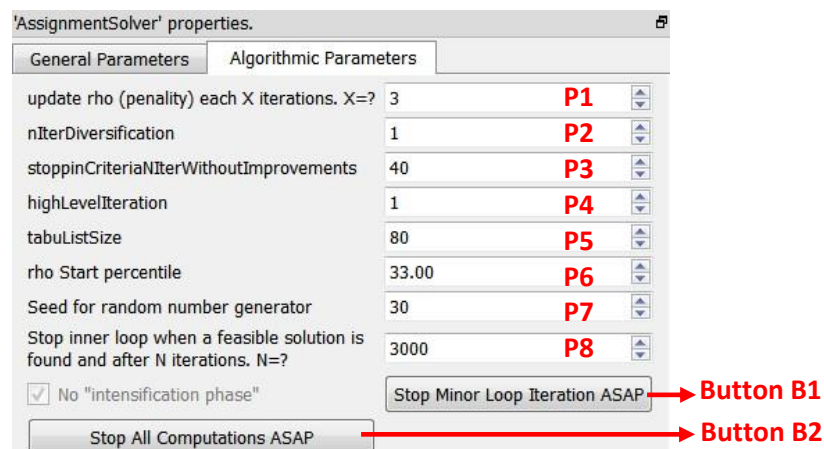 'AssignmentSolver' properties.
General Parameters Algorithmic Parameters
update rho (penality) each X iterations. X=? 3 P1
nIterDiversification 1 P2
stoppinCriteriaNIterWithoutImprovements 40 P3
highLevelIteration 1 P4
tabuListSize 80 P5
rho Start percentile 33.00 P6
Seed for random number generator 30 P7
Stop inner loop when a feasible solution is
found and after N iterations. N=? 3000 P8
No "intensification phase" Stop Minor Loop Iteration ASAP Button B1
Stop All Computations ASAP Button B2